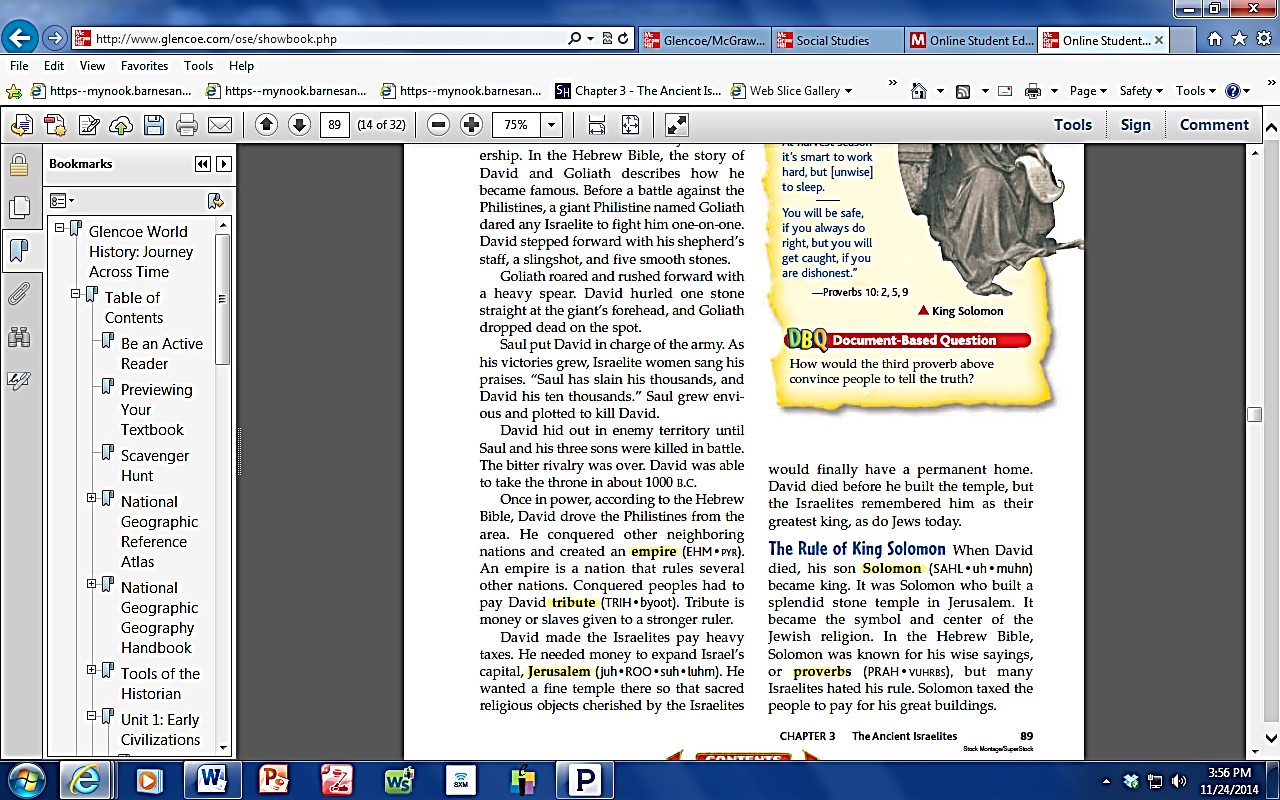 http://www.glencoe.com/ose/showbook.php
Glencoe/McGraw...
Social Studies
Online Student Ed...
Online Student...
File Edit View Favorites Tools Help
https--mynook.barnesan...
https--mynook.barnesan...
https--mynook.barnesan...
Chapter 3 - The Ancient Is...
Web Slice Gallery
Page
Safety
Tools
89 (14 of 32)
75%
Tools Sign Comment
Bookmarks
Glencoe World
History: Journey
Across Time
Table of
Contents
Be an Active
Reader
Previewing
Your
Textbook
Scavenger
Hunt
National
Geographic
Reference
Atlas
National
Geographic
Geography
Handbook
Tools of the
Historian
Unit 1: Early
Civilizations
ership. In the Hebrew Bible, the story of
David and Goliath describes how he
became famous. Before a battle against the
Philistines, a giant Philistine named Goliath
dared any Israelite to fight him one-on-one.
David stepped forward with his shepherd's
staff, a slingshot, and five smooth stones.
Goliath roared and rushed forward with
a heavy spear. David hurled one stone
straight at the giant's forehead, and Goliath
dropped dead on the spot.
Saul put David in charge of the army. As
his victories grew, Israelite women sang his
praises. "Saul has slain his thousands, and
David his ten thousands." Saul grew envi-
ous and plotted to kill David.
David hid out in enemy territory until
Saul and his three sons were killed in battle.
The bitter rivalry was over. David was able
to take the throne in about 1000 B.C.
Once in power, according to the Hebrew
Bible, David drove the Philistines from the
area. He conquered other neighboring
nations and created an empire (EHM•PYR).
An empire is a nation that rules several
other nations. Conquered peoples had to
pay David tribute (TRIH•byoot). Tribute is
money or slaves given to a stronger ruler.
David made the Israelites pay heavy
taxes. He needed money to expand Israel's
capital, Jerusalem (juh•ROO•suh•luhm). He
wanted a fine temple there so that sacred
religious objects cherished by the Israelites
At harvest season
it's smart to work
hard, but [unwise]
to sleep.
You will be safe,
if you always do
right, but you will
get caught, if you
are dishonest."
—Proverbs 10: 2, 5, 9
▲ King Solomon
DBQ Document-Based Question
How would the third proverb above
convince people to tell the truth?
would finally have a permanent home.
David died before he built the temple, but
the Israelites remembered him as their
greatest king, as do Jews today.
The Rule of King Solomon When David
died, his son Solomon (SAHL•uh•muhn)
became king. It was Solomon who built a
splendid stone temple in Jerusalem. It
became the symbol and center of the
Jewish religion. In the Hebrew Bible,
Solomon was known for his wise sayings,
or proverbs (PRAH•VUHRBS), but many
Israelites hated his rule. Solomon taxed the
people to pay for his great buildings.
CHAPTER 3 The Ancient Israelites 89
Stock Montage/SuperStock
CONTENTS
SXM
3:56 PM
11/24/2014